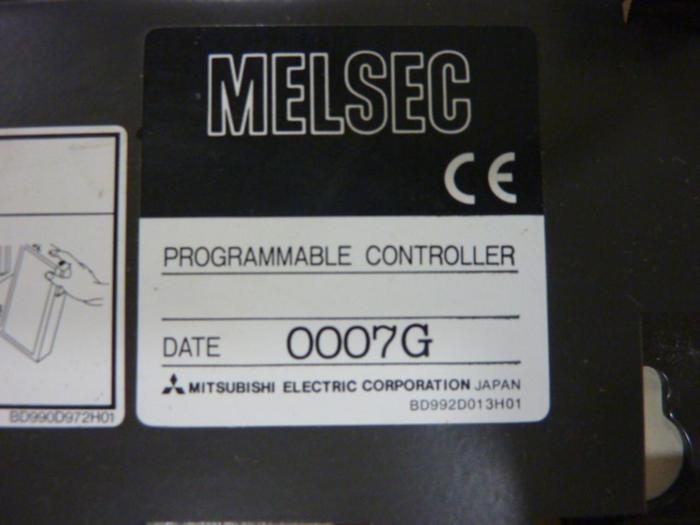 MELSEC
CE
PROGRAMMABLE CONTROLLER
DATE 0007G
MITSUBISHI ELECTRIC CORPORATION JAPAN
BD992D013H01
BD990D972H01